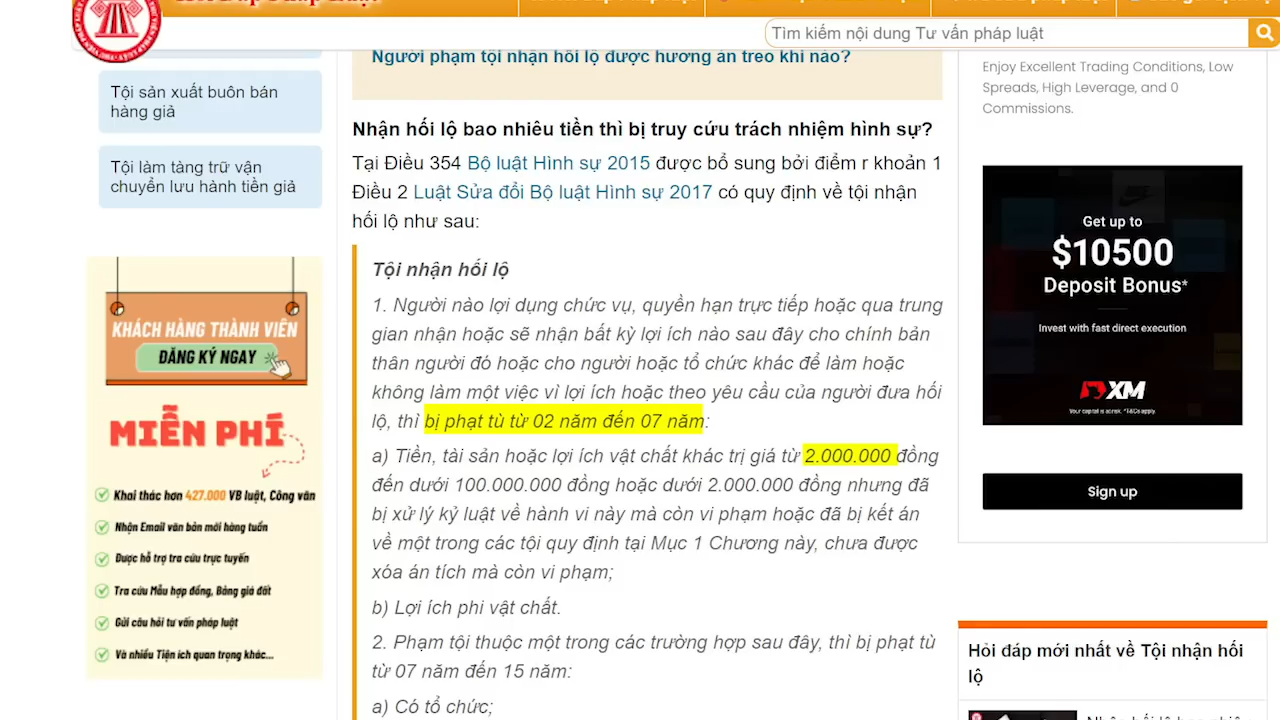 Tìm kiếm nội dung Tư vấn pháp luật
Tội sản xuất buôn bán
hàng giả
Tội làm tàng trữ vận
chuyển lưu hành tiền giả
KHÁCH HÀNG THÀNH VIÊN
ĐĂNG KÝ NGAY
MIỄN PHÍ
Khai thác hơn 427.000 VB luật, Công văn
Nhận Email văn bản mới hàng tuần
Được hỗ trợ tra cứu trực tuyến
Tra cứu Mẫu hợp đồng, Bảng giá đất
Gửi câu hỏi tư vấn pháp luật
Và nhiều Tiện ích quan trọng khác...
Người phạm tội nhận hối lộ được hưởng án treo khi nào?
Nhận hối lộ bao nhiêu tiền thì bị truy cứu trách nhiệm hình sự?
Tại Điều 354 Bộ luật Hình sự 2015 được bổ sung bởi điểm r khoản 1
Điều 2 Luật Sửa đổi Bộ luật Hình sự 2017 có quy định về tội nhận
hối lộ như sau:
Tội nhận hối lộ
1. Người nào lợi dụng chức vụ, quyền hạn trực tiếp hoặc qua trung
gian nhận hoặc sẽ nhận bất kỳ lợi ích nào sau đây cho chính bản
thân người đó hoặc cho người hoặc tổ chức khác để làm hoặc
không làm một việc vì lợi ích hoặc theo yêu cầu của người đưa hối
lộ, thì bị phạt tù từ 02 năm đến 07 năm:
a) Tiền, tài sản hoặc lợi ích vật chất khác trị giá từ 2.000.000 đồng
đến dưới 100.000.000 đồng hoặc dưới 2.000.000 đồng nhưng đã
bị xử lý kỷ luật về hành vi này mà còn vi phạm hoặc đã bị kết án
về một trong các tội quy định tại Mục 1 Chương này, chưa được
xóa án tích mà còn vi phạm;
b) Lợi ích phi vật chất.
2. Phạm tội thuộc một trong các trường hợp sau đây, thì bị phạt tù
từ 07 năm đến 15 năm:
a) Có tổ chức;
Enjoy Excellent Trading Conditions, Low
Spreads, High Leverage, and 0
Commissions.
Get up to
$10500
Deposit Bonus*
Invest with fast direct execution
XM
Your capital is at risk. *T&Cs apply.
Sign up
Hỏi đáp mới nhất về Tội nhận hối
lộ